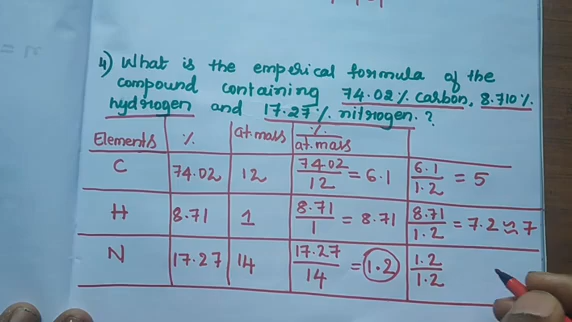 4) What is the emperical formula of the
compound containing 74.02% carbon, 8.710%
hydrogen and 17.27% nitrogen.?
Elements % at.mass %/at.mass
C 74.02 12 74.02/12 = 6.1 6.1/1.2 = 5
H 8.71 1 8.71/1 = 8.71 8.71/1.2 = 7.2 ≈ 7
N 17.27 14 17.27/14 = 1.2 1.2/1.2